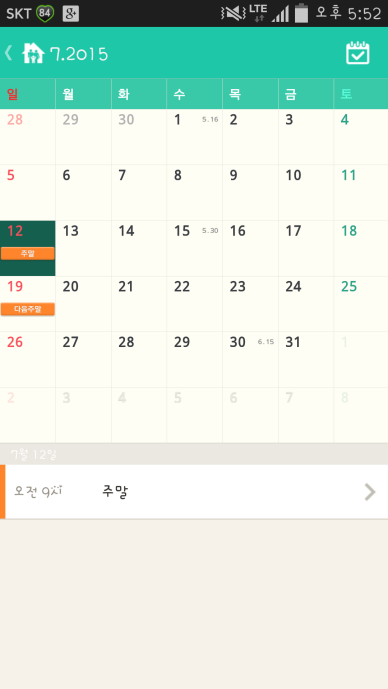 SKT 84 g+ LTE 오후 5:52
7.2015
일 월 화 수 목 금 토
28 29 30 1 5.16 2 3 4
5 6 7 8 9 10 11
12 13 14 15 5.30 16 17 18
주말
19 20 21 22 23 24 25
다음주말
26 27 28 29 30 6.15 31 1
2 3 4 5 6 7 8
7월 12일
오전 9시 주말